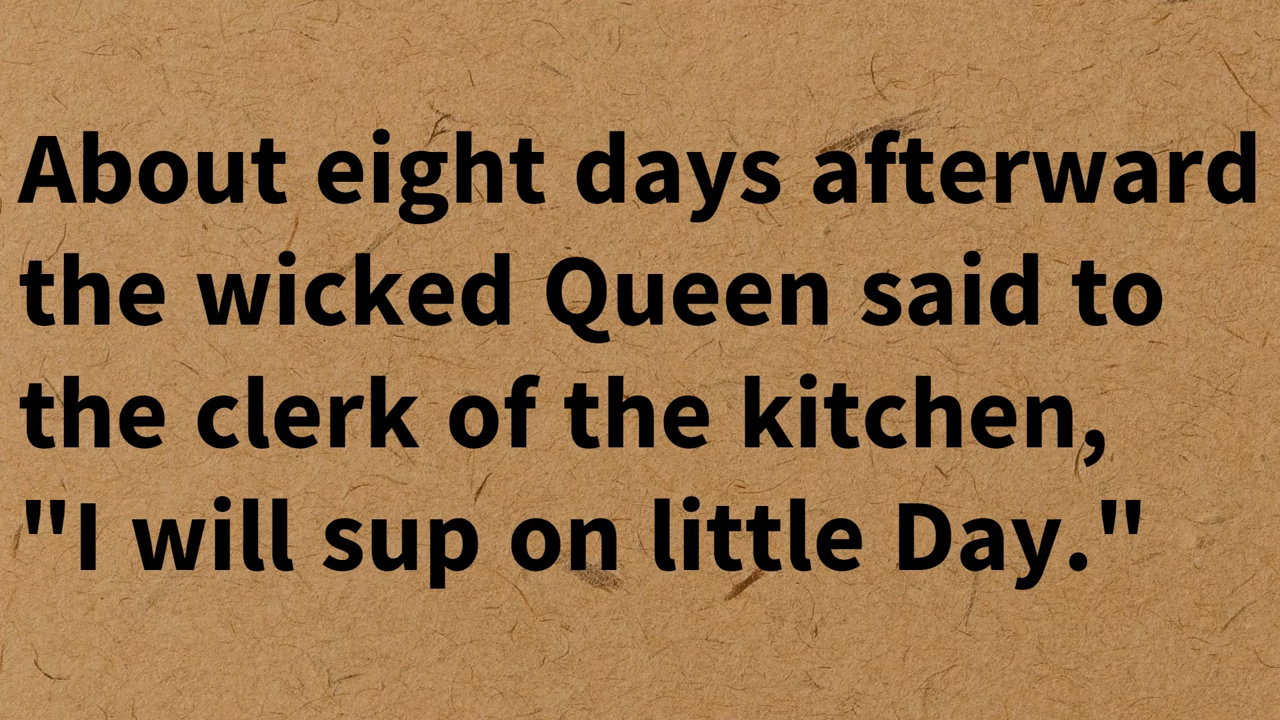 About eight days afterward
the wicked Queen said to
the clerk of the kitchen,
"I will sup on little Day."